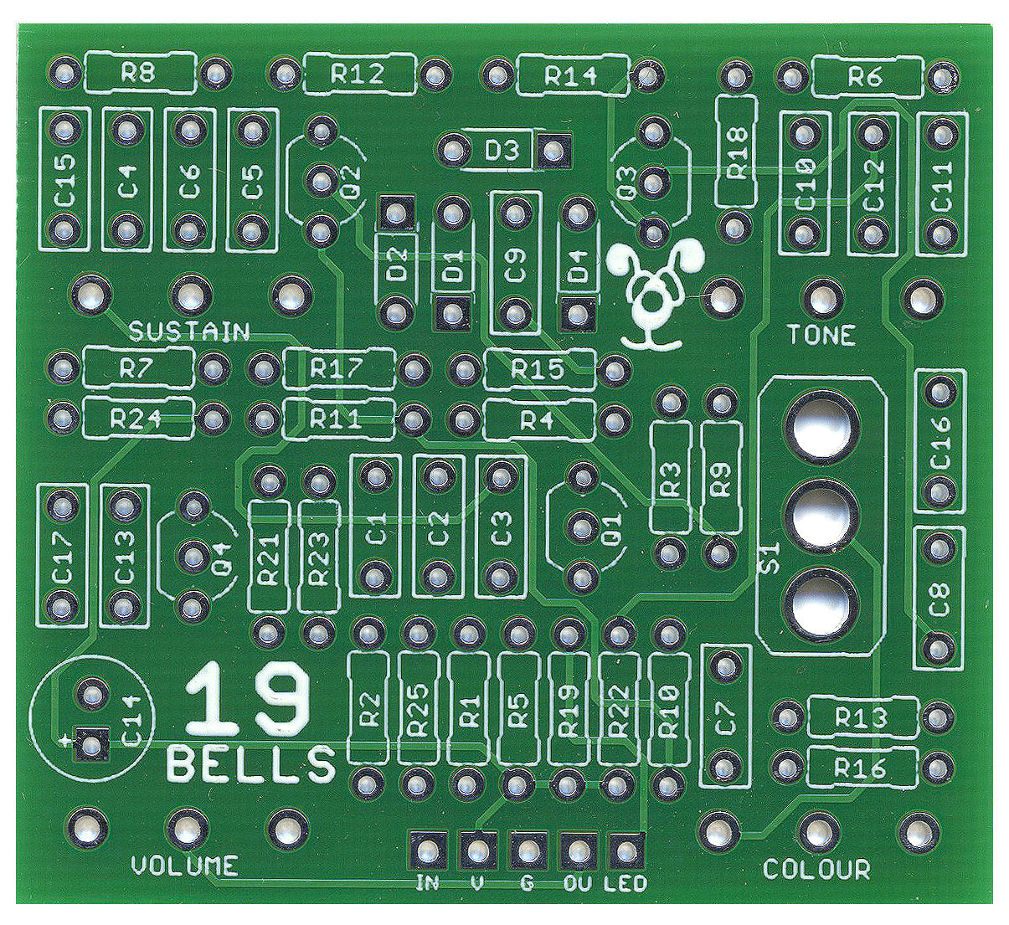 R8 R12 R14 R6
C15 C4 C6 C5 Q2 D3 Q3 R18 C10 C12 C11
D2 D1 C9 D4
SUSTAIN TONE
R7 R17 R15
R24 R11 R4
R3 R9 C16
C17 C13 Q4 R21 R23 C1 C2 C3 Q1 S1 C8
R2 R25 R1 R5 R19 R22 R10 C7
+ C14
19
BELLS
R13
R16
VOLUME COLOUR
IN V G OU LED